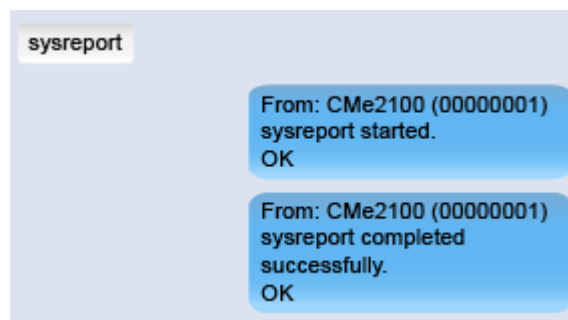 sysreport
From: CMe2100 (00000001)
sysreport started.
OK
From: CMe2100 (00000001)
sysreport completed
successfully.
OK